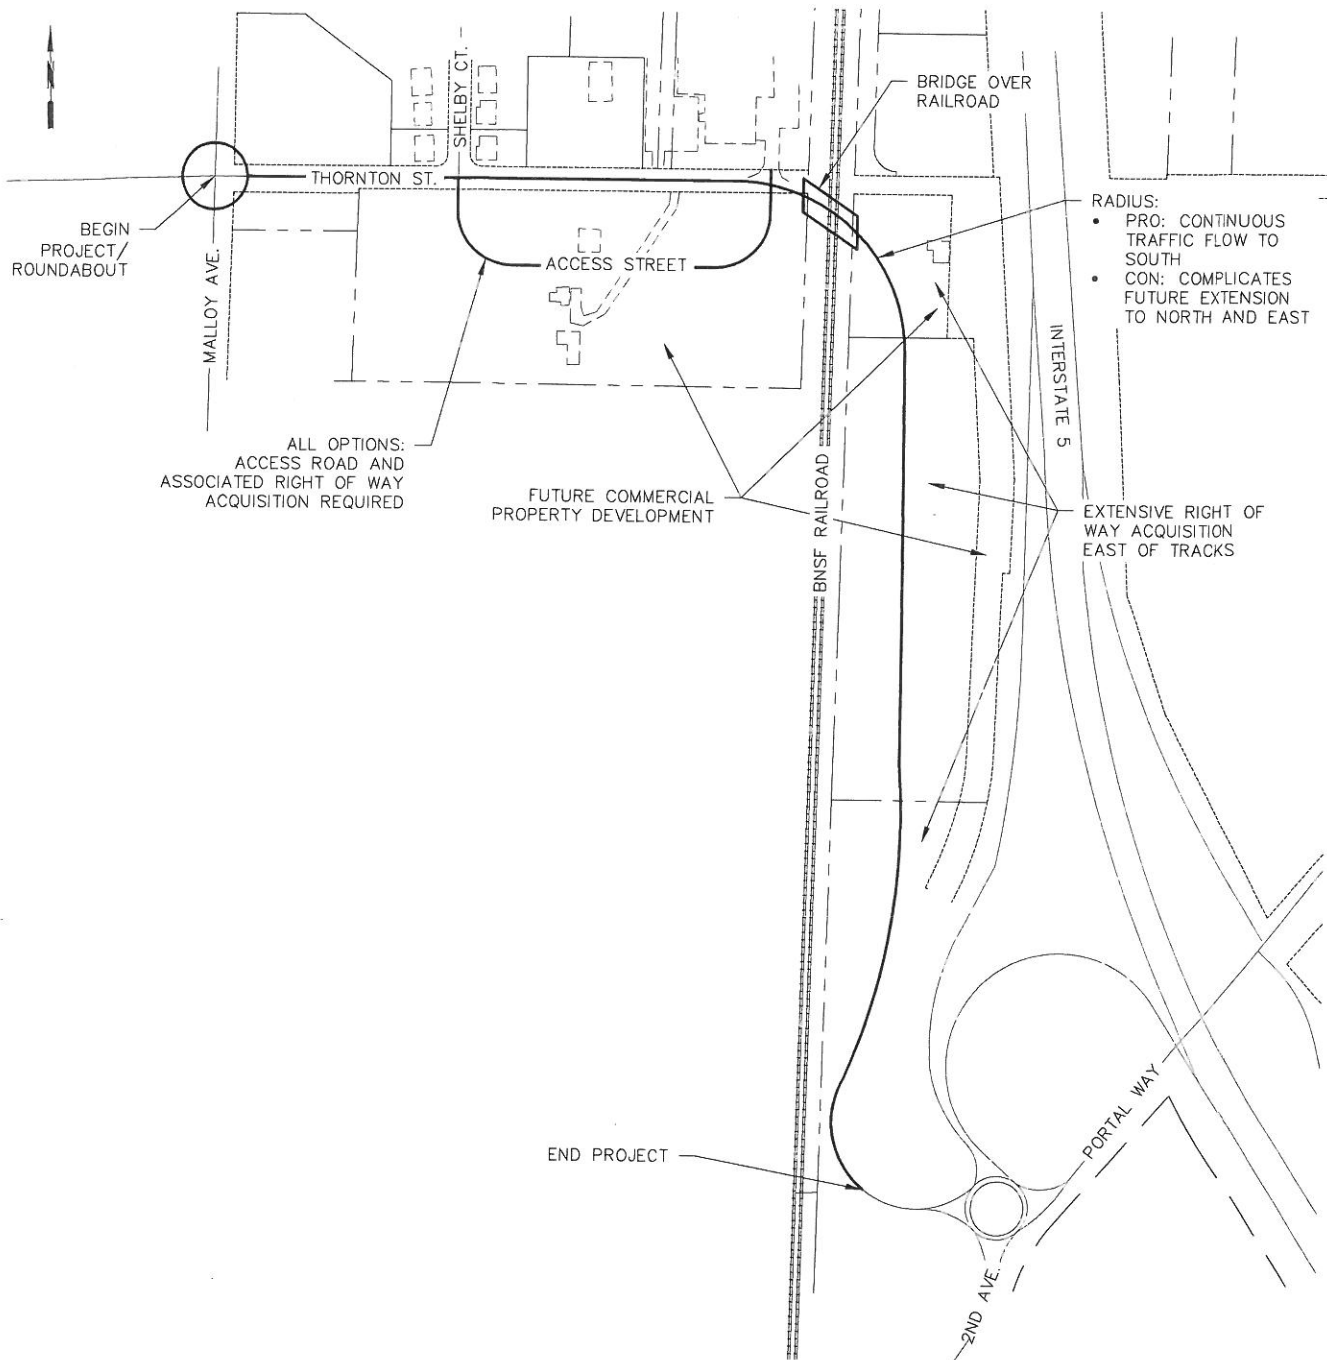 N
SHELBY CT.
BRIDGE OVER
RAILROAD
THORNTON ST.
BEGIN
PROJECT/
ROUNDABOUT
MALLOY AVE.
ACCESS STREET
RADIUS:
• PRO: CONTINUOUS
TRAFFIC FLOW TO
SOUTH
• CON: COMPLICATES
FUTURE EXTENSION
TO NORTH AND EAST
INTERSTATE 5
ALL OPTIONS:
ACCESS ROAD AND
ASSOCIATED RIGHT OF WAY
ACQUISITION REQUIRED
FUTURE COMMERCIAL
PROPERTY DEVELOPMENT
BNSF RAILROAD
EXTENSIVE RIGHT OF
WAY ACQUISITION
EAST OF TRACKS
END PROJECT
PORTAL WAY
2ND AVE.